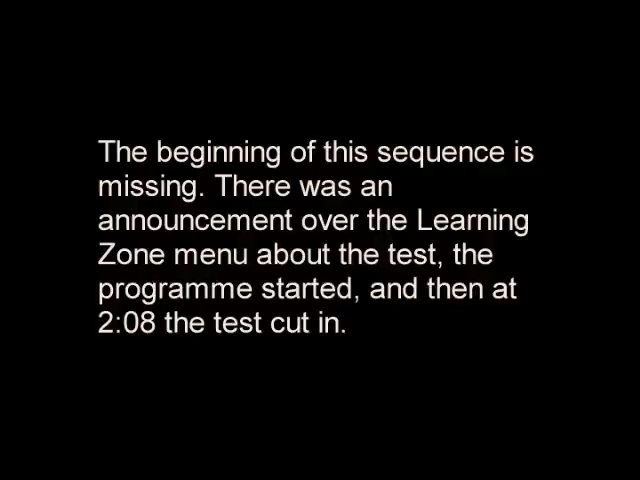 The beginning of this sequence is
missing. There was an
announcement over the Learning
Zone menu about the test, the
programme started, and then at
2:08 the test cut in.